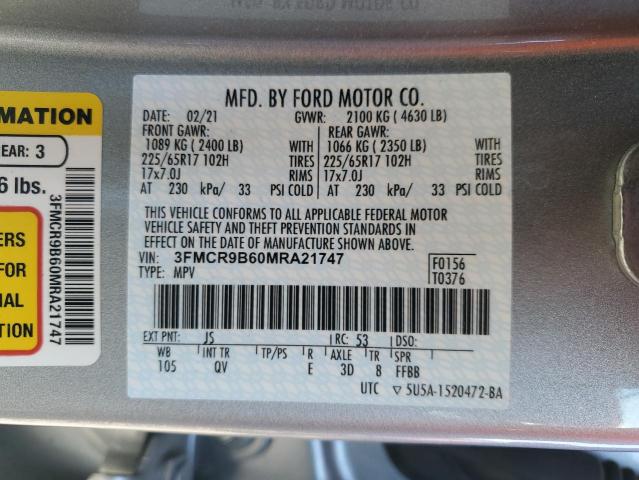 MFD. BY FORD MOTOR CO.
DATE: 02/21 GVWR: 2100 KG ( 4630 LB)
FRONT GAWR: REAR GAWR:
1089 KG ( 2400 LB) WITH 1066 KG ( 2350 LB) WITH
225/65R17 102H TIRES 225/65R17 102H TIRES
17x7.0J RIMS 17x7.0J RIMS
AT 230 kPa/ 33 PSI COLD AT 230 kPa/ 33 PSI COLD
THIS VEHICLE CONFORMS TO ALL APPLICABLE FEDERAL MOTOR
VEHICLE SAFETY AND THEFT PREVENTION STANDARDS IN
EFFECT ON THE DATE OF MANUFACTURE SHOWN ABOVE.
VIN: 3FMCR9B60MRA21747
TYPE: MPV
F0156
T0376
EXT PNT: JS RC: 53 DSO:
WB INT TR TP/PS R AXLE TR SPR
105 QV E 3D 8 FFBB
UTC ▽ 5U5A-1520472-BA
MATION
EAR: 3
6 lbs.
ERS
FOR
IAL
ION
3FMCR9B60MRA21747